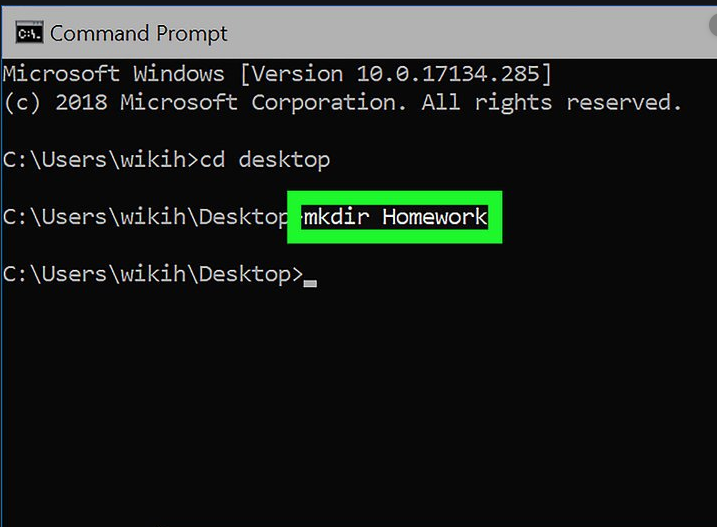 Command Prompt
Microsoft Windows [Version 10.0.17134.285]
(c) 2018 Microsoft Corporation. All rights reserved.
C:\Users\wikih>cd desktop
C:\Users\wikih\Desktop>mkdir Homework
C:\Users\wikih\Desktop>